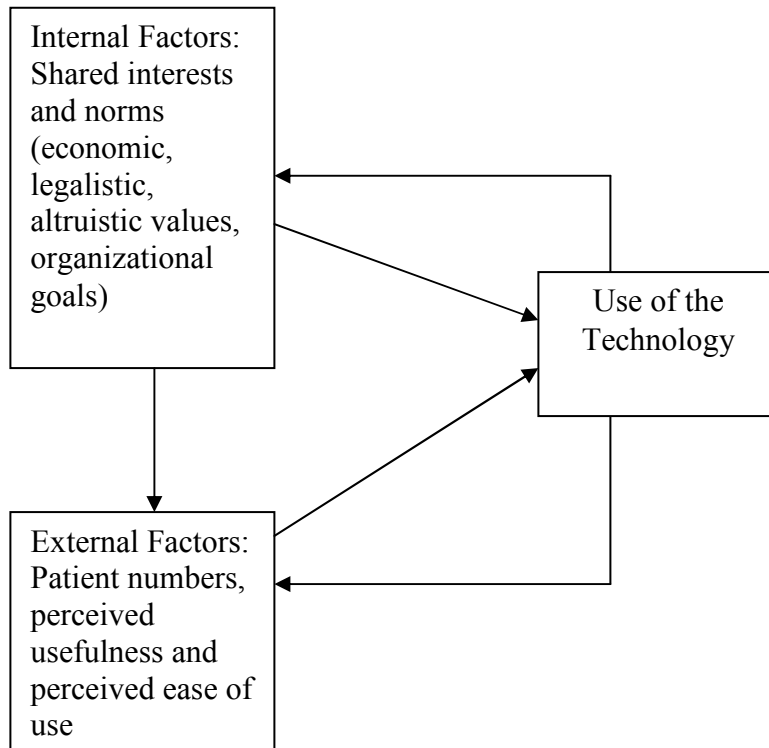 Internal Factors:
Shared interests
and norms
(economic,
legalistic,
altruistic values,
organizational
goals)
Use of the
Technology
External Factors:
Patient numbers,
perceived
usefulness and
perceived ease of
use